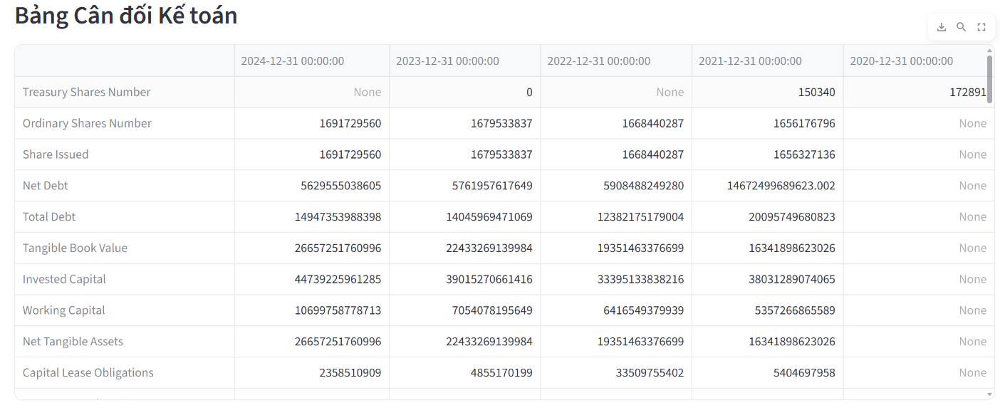 Bảng Cân đối Kế toán
2024-12-31 00:00:00 2023-12-31 00:00:00 2022-12-31 00:00:00 2021-12-31 00:00:00 2020-12-31 00:00:00
Treasury Shares Number None 0 None 150340 172891
Ordinary Shares Number 1691729560 1679533837 1668440287 1656176796 None
Share Issued 1691729560 1679533837 1668440287 1656327136 None
Net Debt 5629555038605 5761957617649 5908488249280 14672499689623.002 None
Total Debt 14947353988398 14045969471069 12382175179004 20095749680823 None
Tangible Book Value 26657251760996 22433269139984 19351463376699 16341898623026 None
Invested Capital 44739225961285 39015270661416 33395133838216 38031289074065 None
Working Capital 10699758778713 7054078195649 6416549379939 5357266865589 None
Net Tangible Assets 26657251760996 22433269139984 19351463376699 16341898623026 None
Capital Lease Obligations 2358510909 4855170199 33509755402 5404697958 None